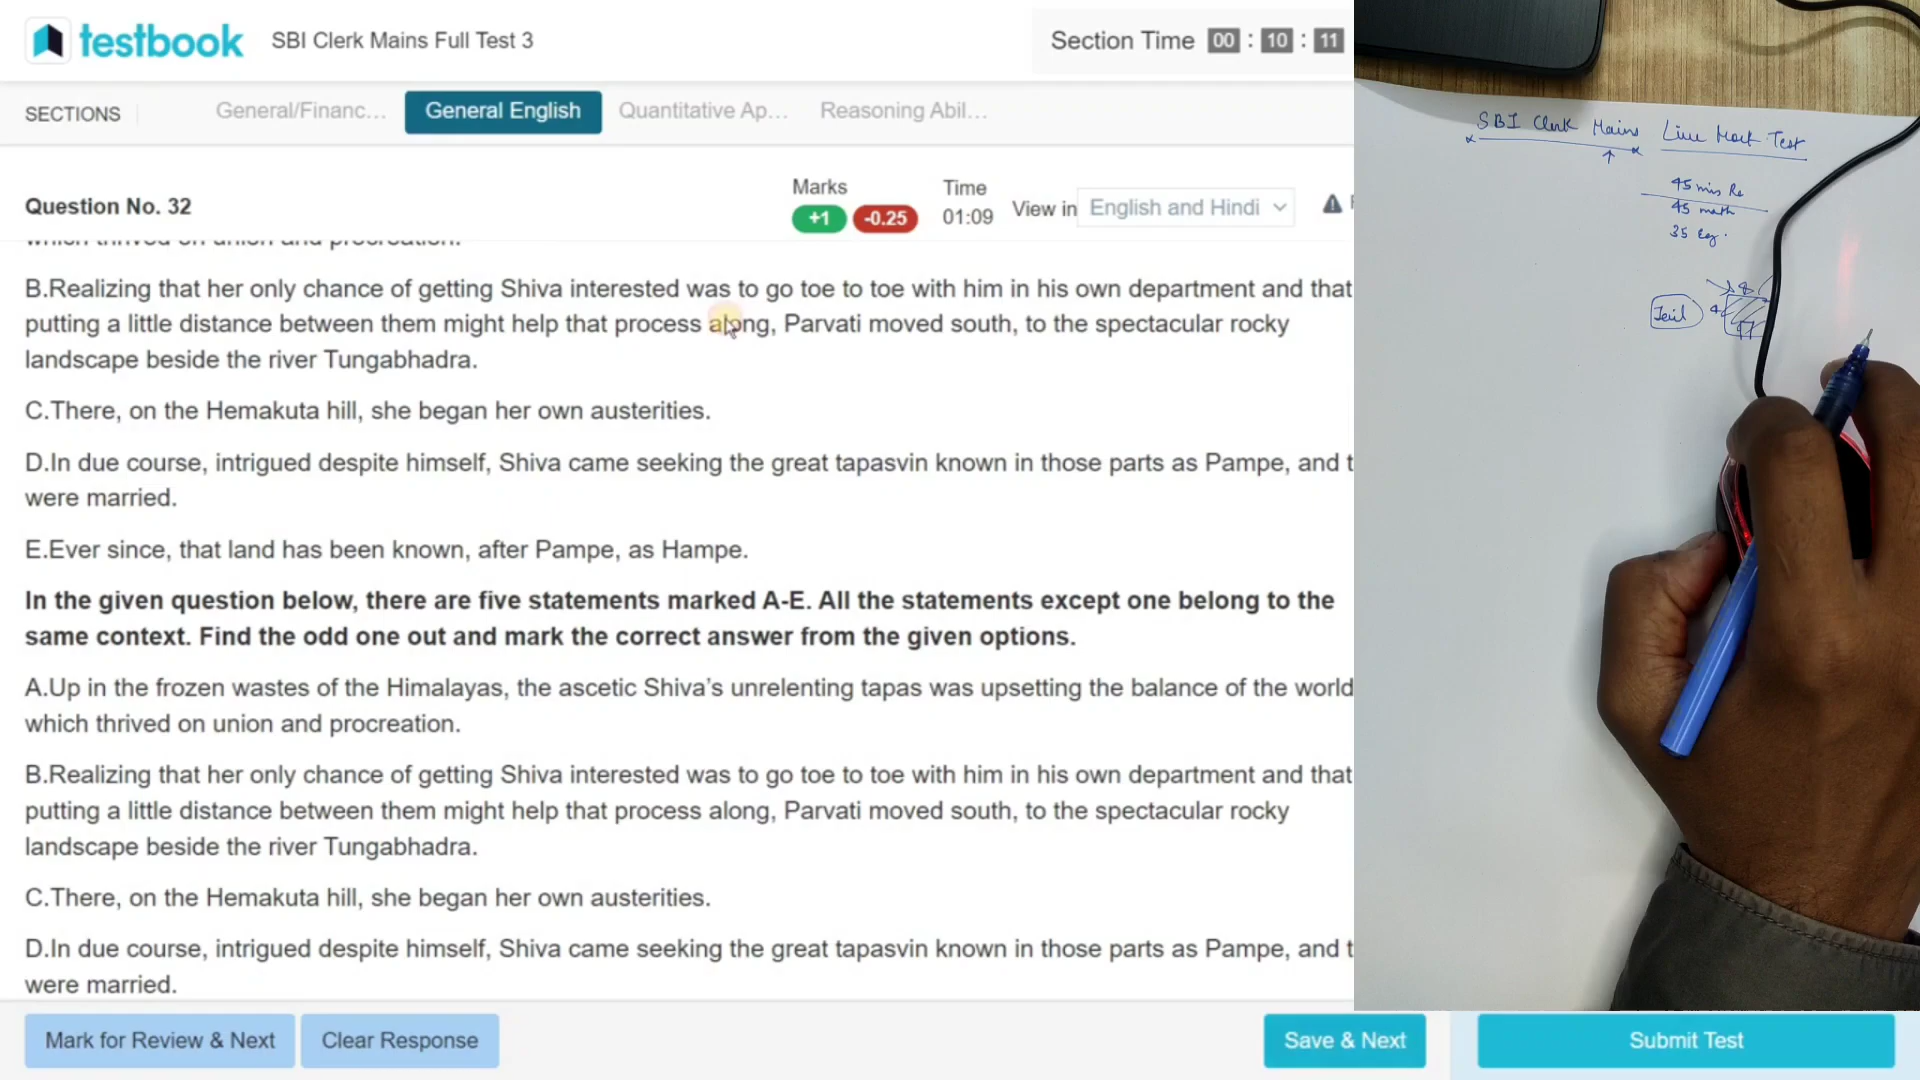 testbook
SBI Clerk Mains Full Test 3
Section Time 00 : 10 : 11
SECTIONS
General/Financ...
General English
Quantitative Ap...
Reasoning Abil...
Question No. 32
Marks
+1 -0.25
Time
01:09
View in English and Hindi
which thrived on union and procreation.
B.Realizing that her only chance of getting Shiva interested was to go toe to toe with him in his own department and that
putting a little distance between them might help that process along, Parvati moved south, to the spectacular rocky
landscape beside the river Tungabhadra.
C.There, on the Hemakuta hill, she began her own austerities.
D.In due course, intrigued despite himself, Shiva came seeking the great tapasvin known in those parts as Pampe, and t
were married.
E.Ever since, that land has been known, after Pampe, as Hampe.
In the given question below, there are five statements marked A-E. All the statements except one belong to the
same context. Find the odd one out and mark the correct answer from the given options.
A.Up in the frozen wastes of the Himalayas, the ascetic Shiva's unrelenting tapas was upsetting the balance of the world
which thrived on union and procreation.
B.Realizing that her only chance of getting Shiva interested was to go toe to toe with him in his own department and that
putting a little distance between them might help that process along, Parvati moved south, to the spectacular rocky
landscape beside the river Tungabhadra.
C.There, on the Hemakuta hill, she began her own austerities.
D.In due course, intrigued despite himself, Shiva came seeking the great tapasvin known in those parts as Pampe, and t
were married.
Mark for Review & Next
Clear Response
Save & Next
Submit Test
SBI Clerk Mains Live Mock Test
45 mins Re
45 math
35 Eg.